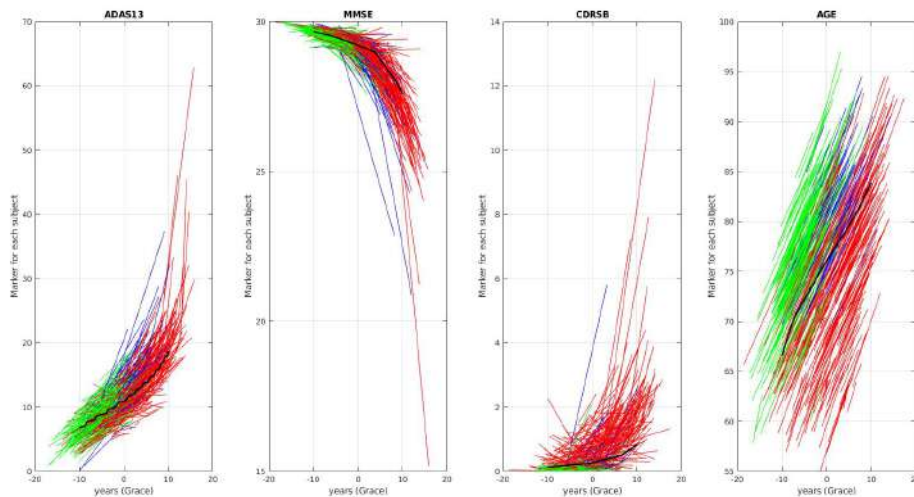 ADAS13
MMSE
CDRSB
AGE
70
60
50
40
30
20
10
0
Marker for each subject
-20 -10 0 10 20
years (Grace)
30
25
20
15
Marker for each subject
-20 -10 0 10 20
years (Grace)
14
12
10
8
6
4
2
0
Marker for each subject
-20 -10 0 10 20
years (Grace)
100
95
90
85
80
75
70
65
60
55
Marker for each subject
-20 -10 0 10 20
years (Grace)